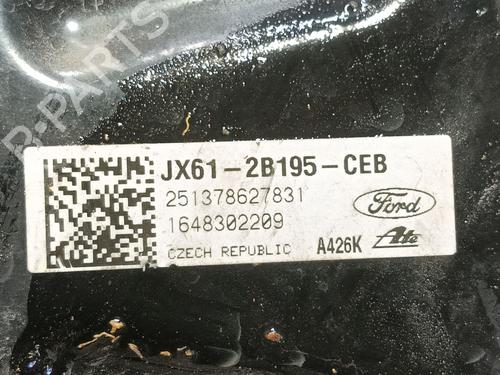 B-PARTS
JX61-2B195-CEB
251378627831
1648302209
Ford
CZECH REPUBLIC A426K Ate